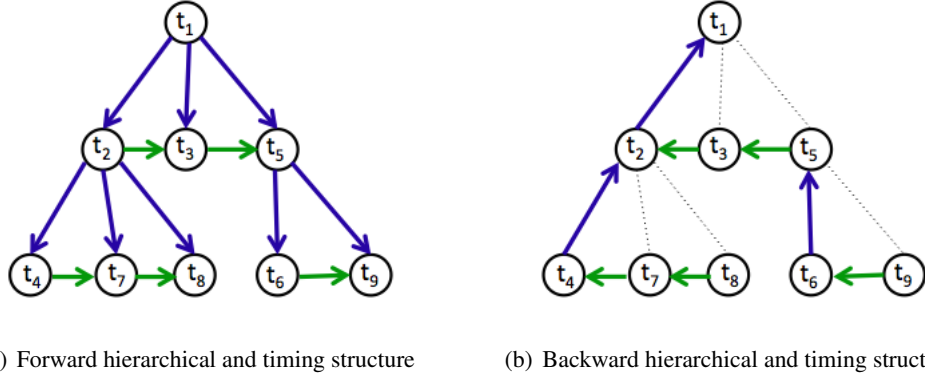 t1 t1
t2 t3 t5 t2 t3 t5
t4 t7 t8 t6 t9 t4 t7 t8 t6 t9
) Forward hierarchical and timing structure (b) Backward hierarchical and timing struct